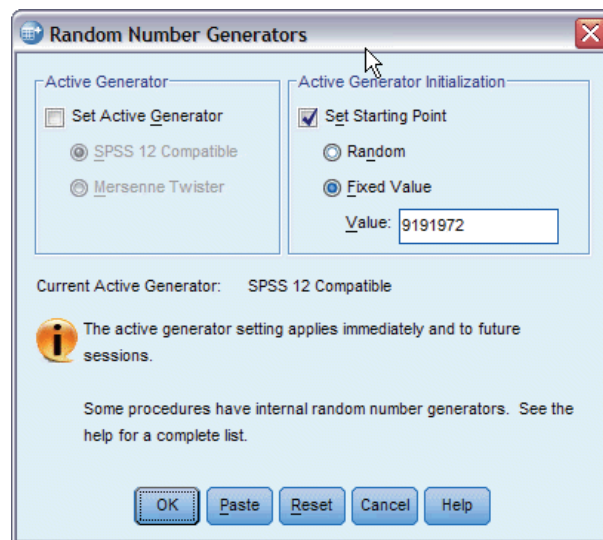 Random Number Generators
Active Generator
Set Active Generator
SPSS 12 Compatible
Mersenne Twister
Active Generator Initialization
Set Starting Point
Random
Fixed Value
Value: 9191972
Current Active Generator: SPSS 12 Compatible
The active generator setting applies immediately and to future
sessions.
Some procedures have internal random number generators. See the
help for a complete list.
OK Paste Reset Cancel Help